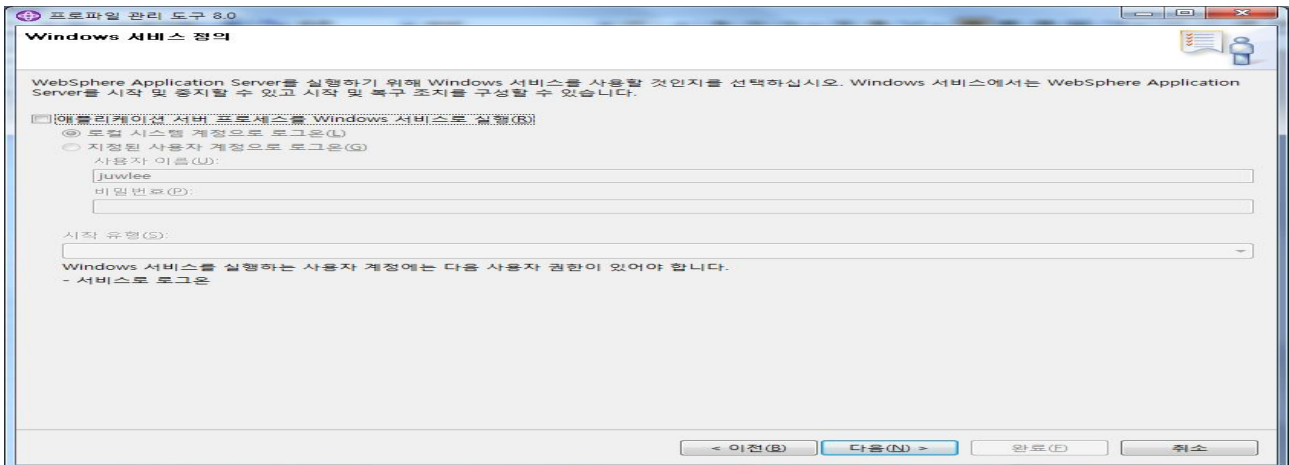 프로파일 관리 도구 8.0
Windows 서비스 정의
WebSphere Application Server를 실행하기 위해 Windows 서비스를 사용할 것인지를 선택하십시오. Windows 서비스에서는 WebSphere Application
Server를 시작 및 중지할 수 있고 시작 및 복구 조치를 구성할 수 있습니다.
애플리케이션 서버 프로세스를 Windows 서비스로 실행(R)
로컬 시스템 계정으로 로그온(L)
지정된 사용자 계정으로 로그온(G)
사용자 이름(U):
juwlee
비밀번호(P):
시작 유형(S):
Windows 서비스를 실행하는 사용자 계정에는 다음 사용자 권한이 있어야 합니다.
- 서비스로 로그온
< 이전(B) 다음(N) > 완료(F) 취소